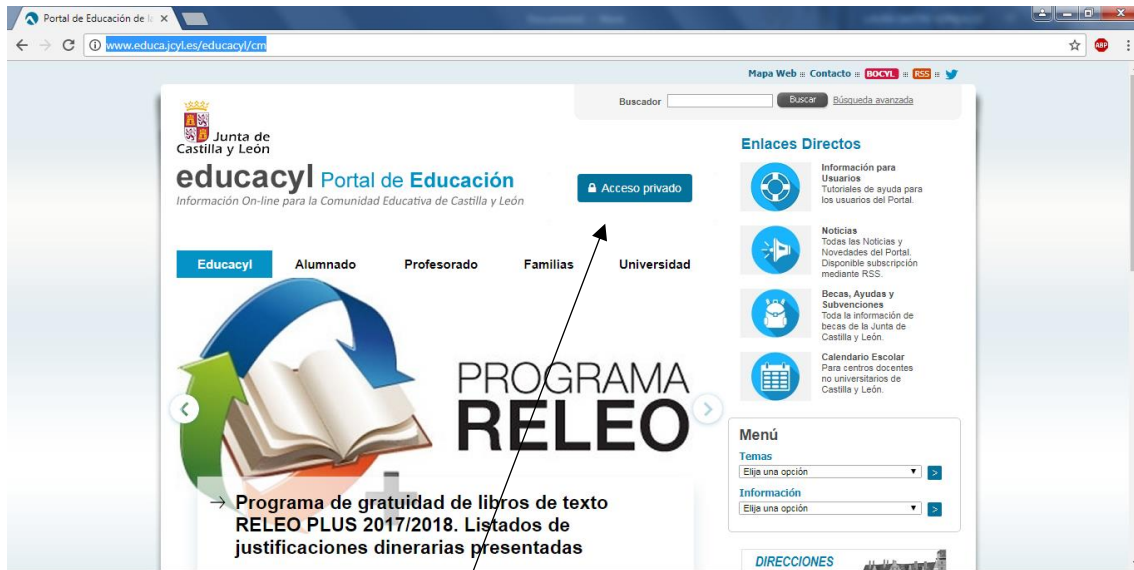 Portal de Educación de l
www.educa.jcyl.es/educacyl/cm
ABP
Mapa Web :: Contacto :: BOCYL :: RSS ::
Buscador Buscar Búsqueda avanzada
Junta de
Castilla y León
educacyl Portal de Educación
Información On-line para la Comunidad Educativa de Castilla y León
Acceso privado
Educacyl Alumnado Profesorado Familias Universidad
PROGRAMA
RELEO
+
→ Programa de gratuidad de libros de texto
RELEO PLUS 2017/2018. Listados de
justificaciones dinerarias presentadas
Enlaces Directos
Información para
Usuarios
Tutoriales de ayuda para
los usuarios del Portal.
Noticias
Todas las Noticias y
Novedades del Portal.
Disponible subscripción
mediante RSS.
Becas, Ayudas y
Subvenciones
Toda la información de
becas de la Junta de
Castilla y León.
Calendario Escolar
Para centros docentes
no universitarios de
Castilla y León.
Menú
Temas
Elija una opción >
Información
Elija una opción >
DIRECCIONES